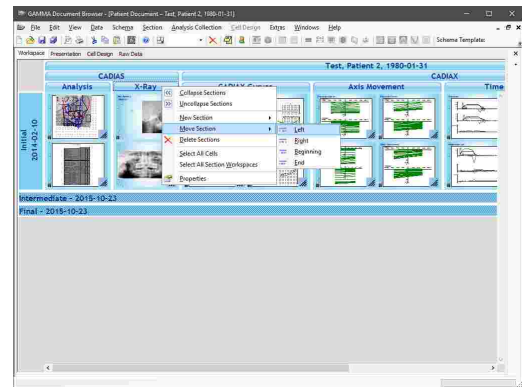 GAMMA Document Browser - [Patient Document - Test, Patient 2, 1980-01-31]
File Edit View Data Scheme Section Analysis Collection Cell Design Extras Windows Help
Schema Template:
Workspace Presentation Cell Design Raw Data
Test, Patient 2, 1980-01-31
CADIAS CADIAX
Analysis X-Ray CADIAX Curves Axis Movement Time
Initial
2014-02-10
Collapse Sections
Uncollapse Sections
New Section
Move Section
Delete Sections
Select All Cells
Select All Section Workspaces
Properties
Left
Right
Beginning
End
Intermediate - 2015-10-23
Final - 2015-10-23